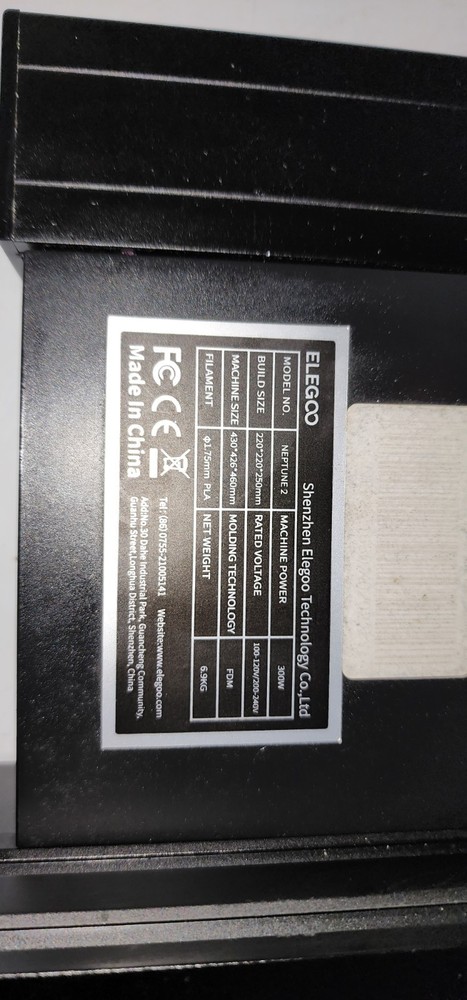 ELEGOO Shenzhen Elegoo Technology Co.,Ltd
MODEL NO. NEPTUNE 2 MACHINE POWER 300W
BUILD SIZE 220*220*250mm RATED VOLTAGE 100-120V/200-240V
MACHINE SIZE 430*426*460mm MOLDING TECHNOLOGY FDM
FILAMENT Φ1.75mm PLA NET WEIGHT 6.9KG
FC CE
Tel: (86)0755-21005141 Website:www.elegoo.com
Made In China
Add:No.30 Dahe Industrial Park, Guancheng Community,
Guanhu Street,Longhua District, Shenzhen, China